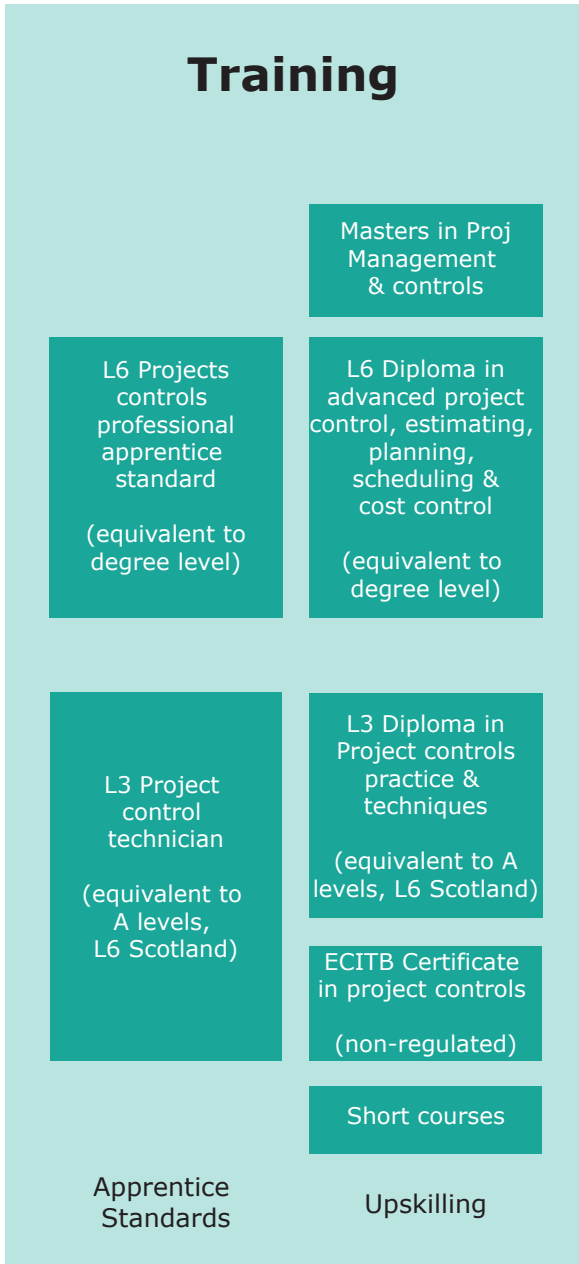 Training
Masters in Proj
Management
& controls
L6 Projects
controls
professional
apprentice
standard
(equivalent to
degree level)
L6 Diploma in
advanced project
control, estimating,
planning,
scheduling &
cost control
(equivalent to
degree level)
L3 Project
control
technician
(equivalent to
A levels,
L6 Scotland)
L3 Diploma in
Project controls
practice &
techniques
(equivalent to A
levels, L6 Scotland)
ECITB Certificate
in project controls
(non-regulated)
Short courses
Apprentice
Standards
Upskilling